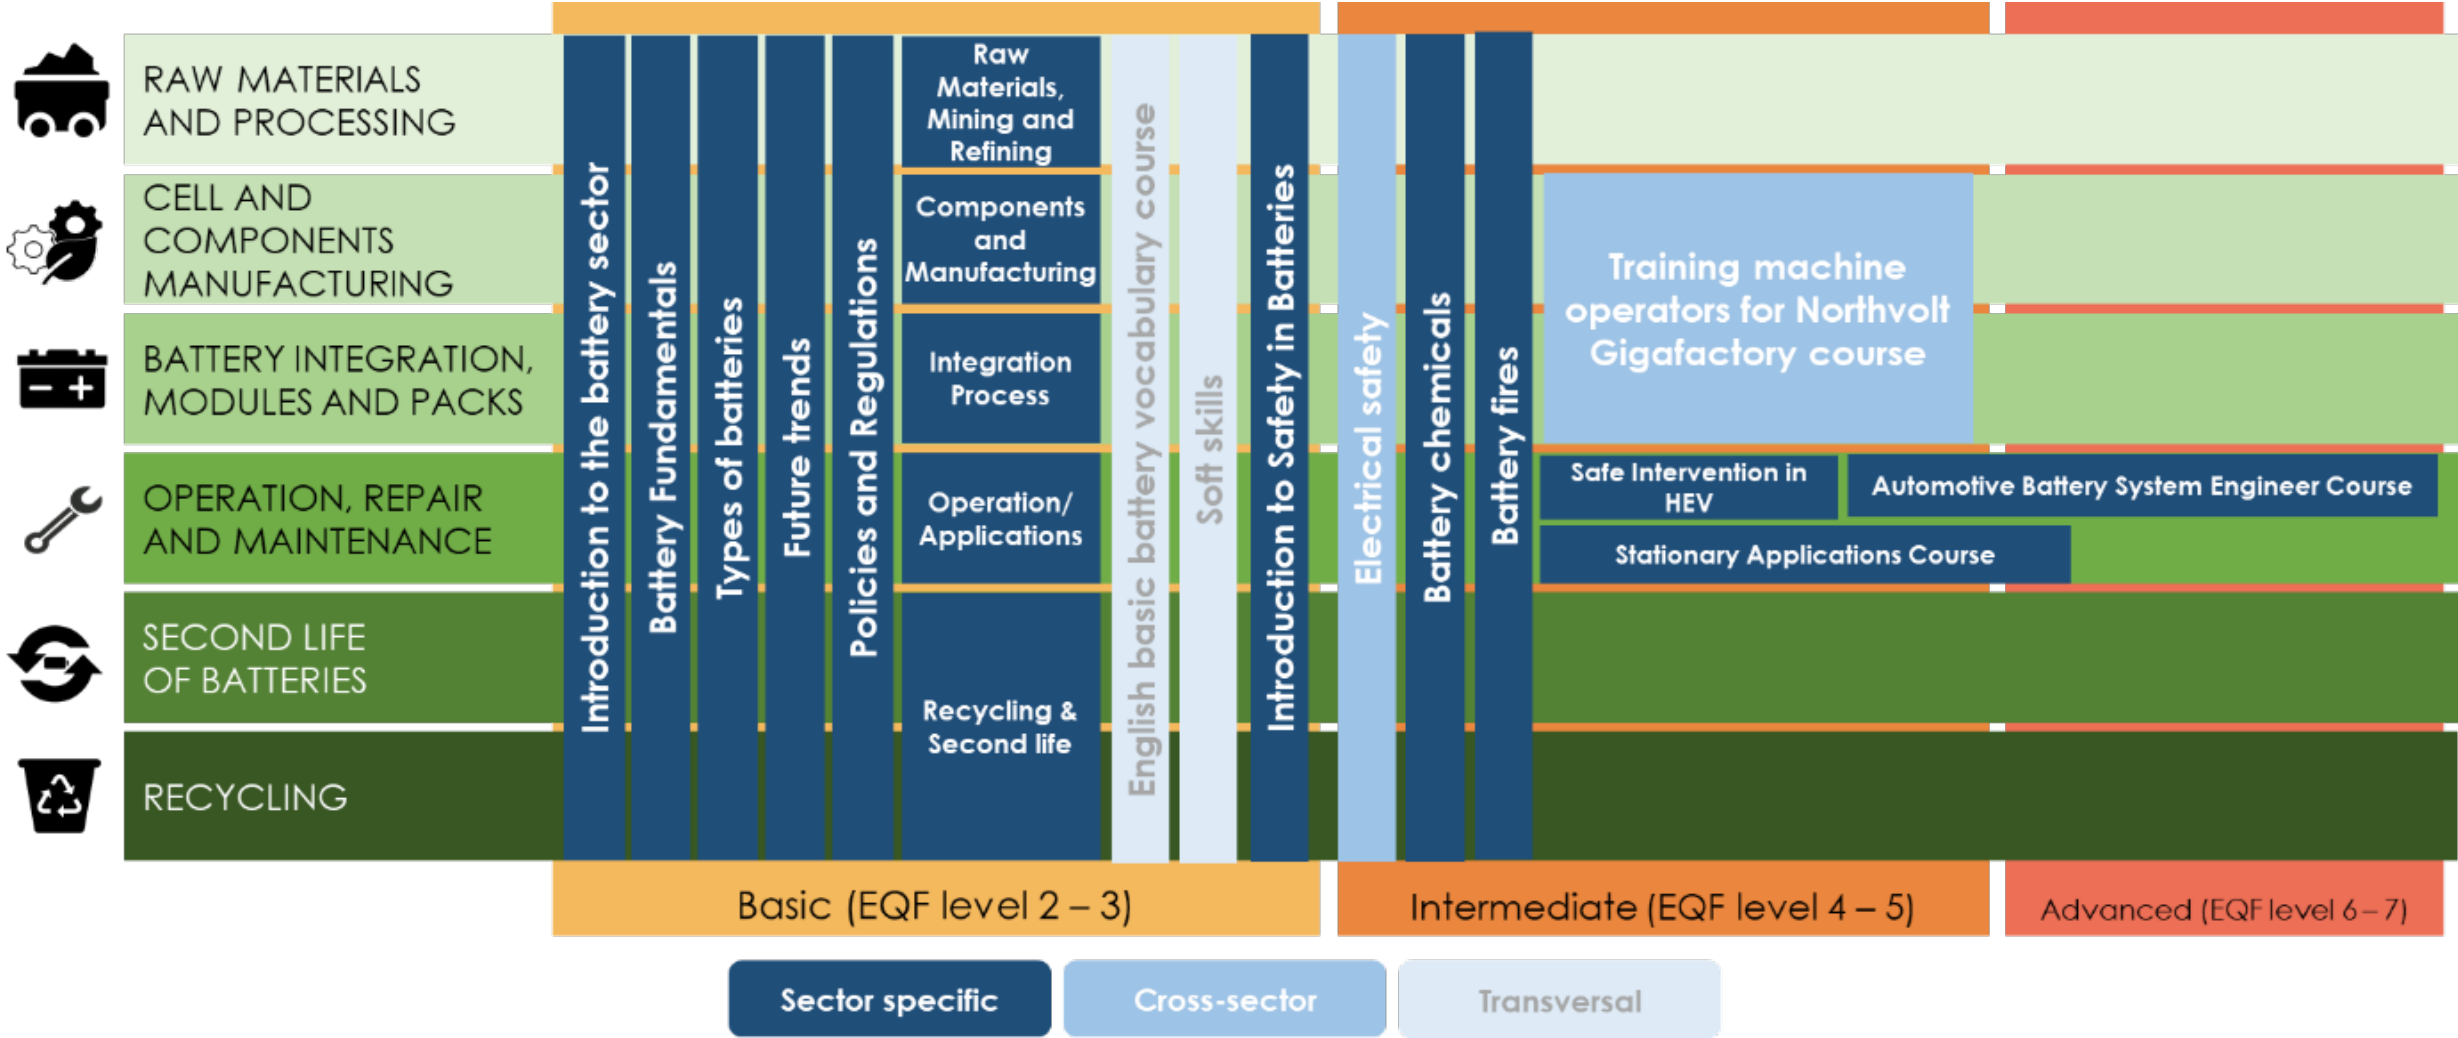 RAW MATERIALS
AND PROCESSING
CELL AND
COMPONENTS
MANUFACTURING
BATTERY INTEGRATION,
MODULES AND PACKS
OPERATION, REPAIR
AND MAINTENANCE
SECOND LIFE
OF BATTERIES
RECYCLING
Introduction to the battery sector
Battery Fundamentals
Types of batteries
Future trends
Policies and Regulations
Raw
Materials,
Mining and
Refining
Components
and
Manufacturing
Integration
Process
Operation/
Applications
Recycling &
Second life
English basic battery vocabulary course
Soft skills
Introduction to Safety in Batteries
Electrical safety
Battery chemicals
Battery fires
Training machine
operators for Northvolt
Gigafactory course
Safe Intervention in
HEV
Automotive Battery System Engineer Course
Stationary Applications Course
Basic (EQF level 2 – 3)
Intermediate (EQF level 4 – 5)
Advanced (EQF level 6 – 7)
Sector specific
Cross-sector
Transversal